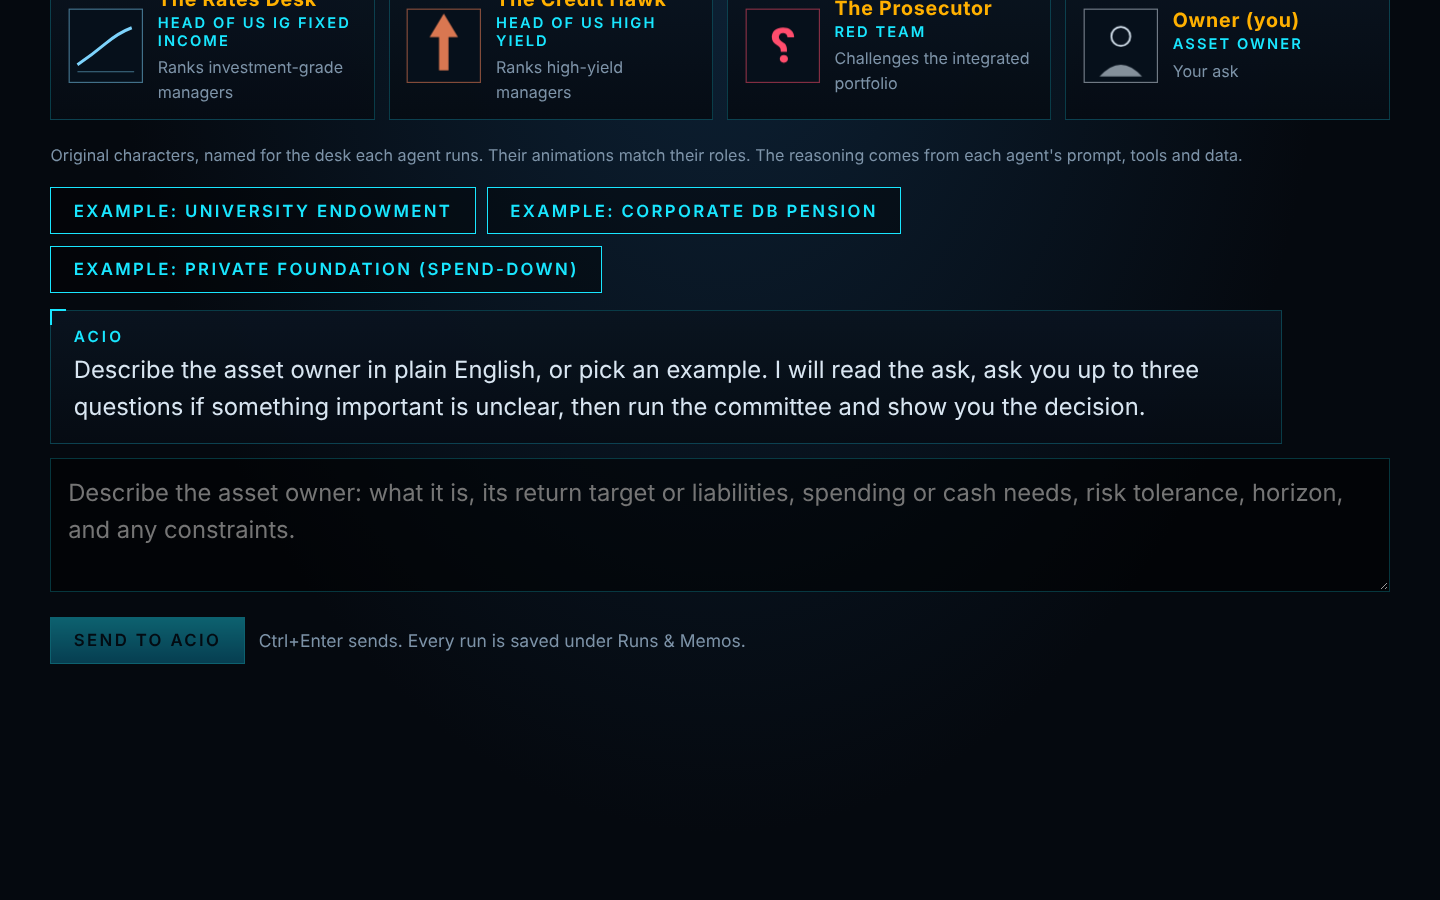 The Rates Desk
HEAD OF US IG FIXED
INCOME
Ranks investment-grade
managers
The Credit Hawk
HEAD OF US HIGH
YIELD
Ranks high-yield
managers
The Prosecutor
RED TEAM
Challenges the integrated
portfolio
Owner (you)
ASSET OWNER
Your ask
Original characters, named for the desk each agent runs. Their animations match their roles. The reasoning comes from each agent's prompt, tools and data.
EXAMPLE: UNIVERSITY ENDOWMENT
EXAMPLE: CORPORATE DB PENSION
EXAMPLE: PRIVATE FOUNDATION (SPEND-DOWN)
ACIO
Describe the asset owner in plain English, or pick an example. I will read the ask, ask you up to three
questions if something important is unclear, then run the committee and show you the decision.
Describe the asset owner: what it is, its return target or liabilities, spending or cash needs, risk tolerance, horizon,
and any constraints.
SEND TO ACIO
Ctrl+Enter sends. Every run is saved under Runs & Memos.